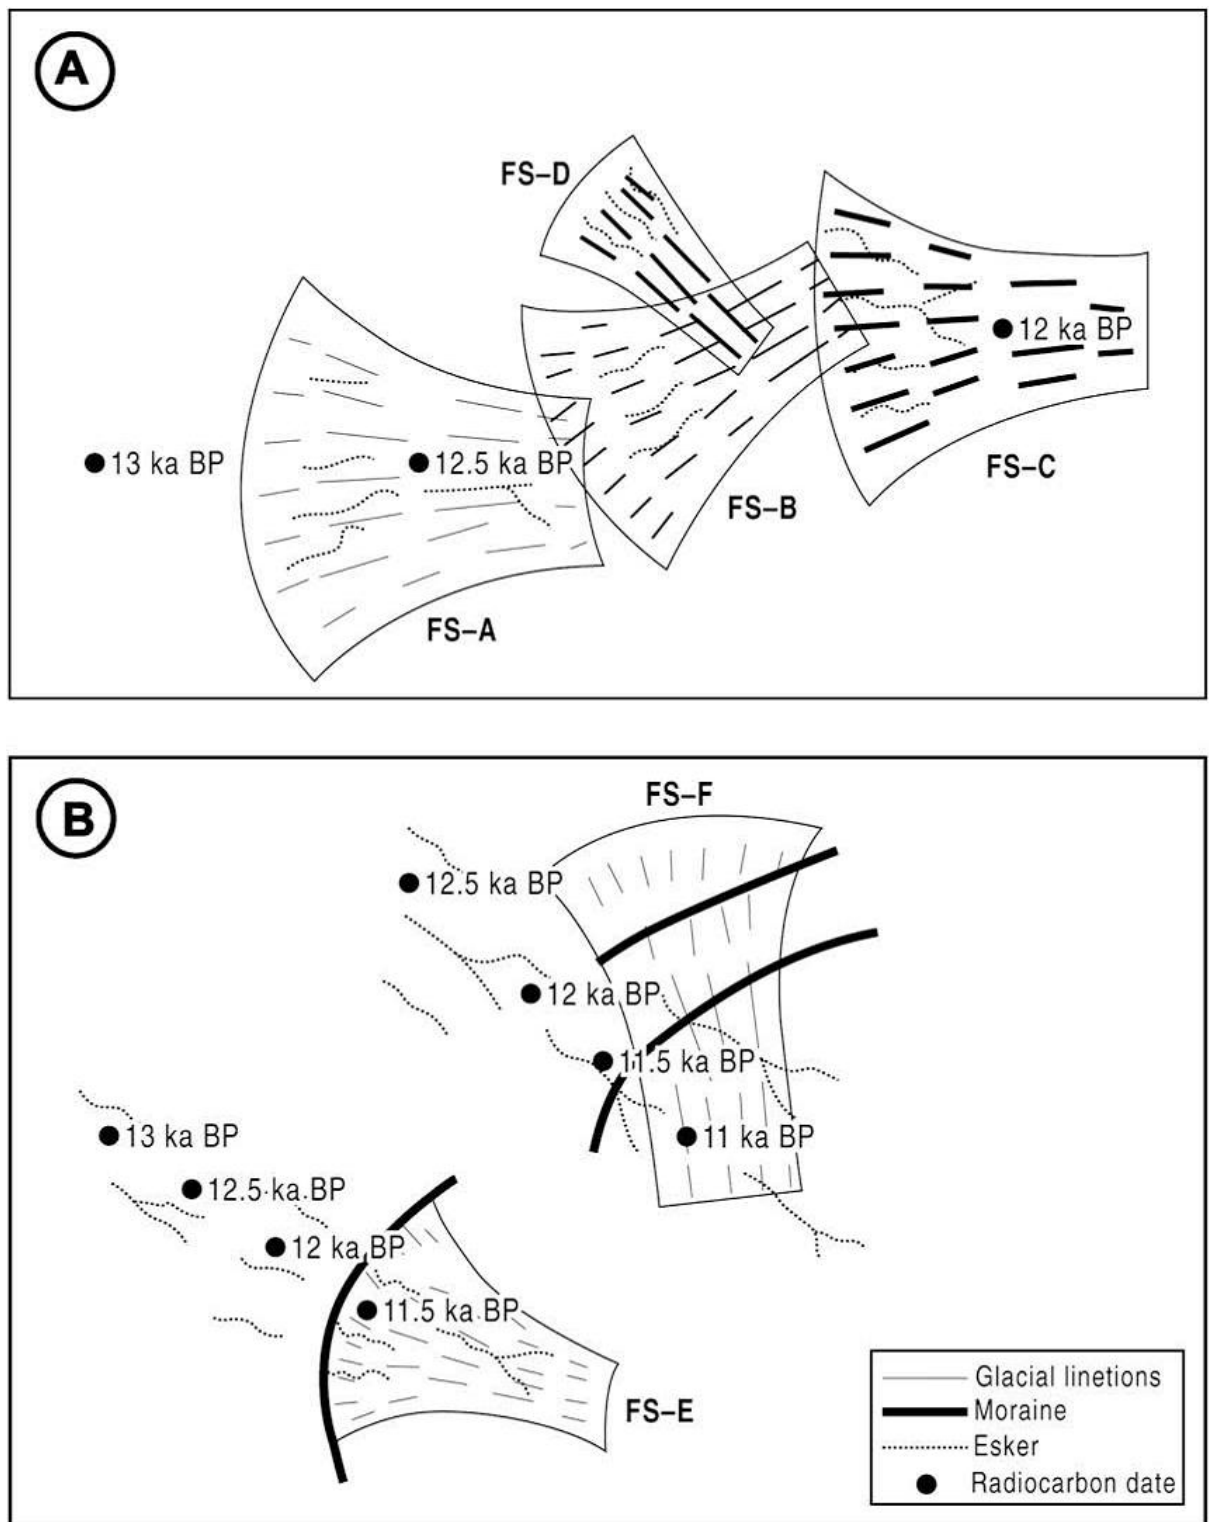 A
FS–D
FS–C
12 ka BP
13 ka BP
12.5 ka BP
FS–B
FS–A
B
FS–F
12.5 ka BP
12 ka BP
11.5 ka BP
11 ka BP
13 ka BP
12.5 ka BP
12 ka BP
11.5 ka BP
FS–E
Glacial linetions
Moraine
Esker
Radiocarbon date